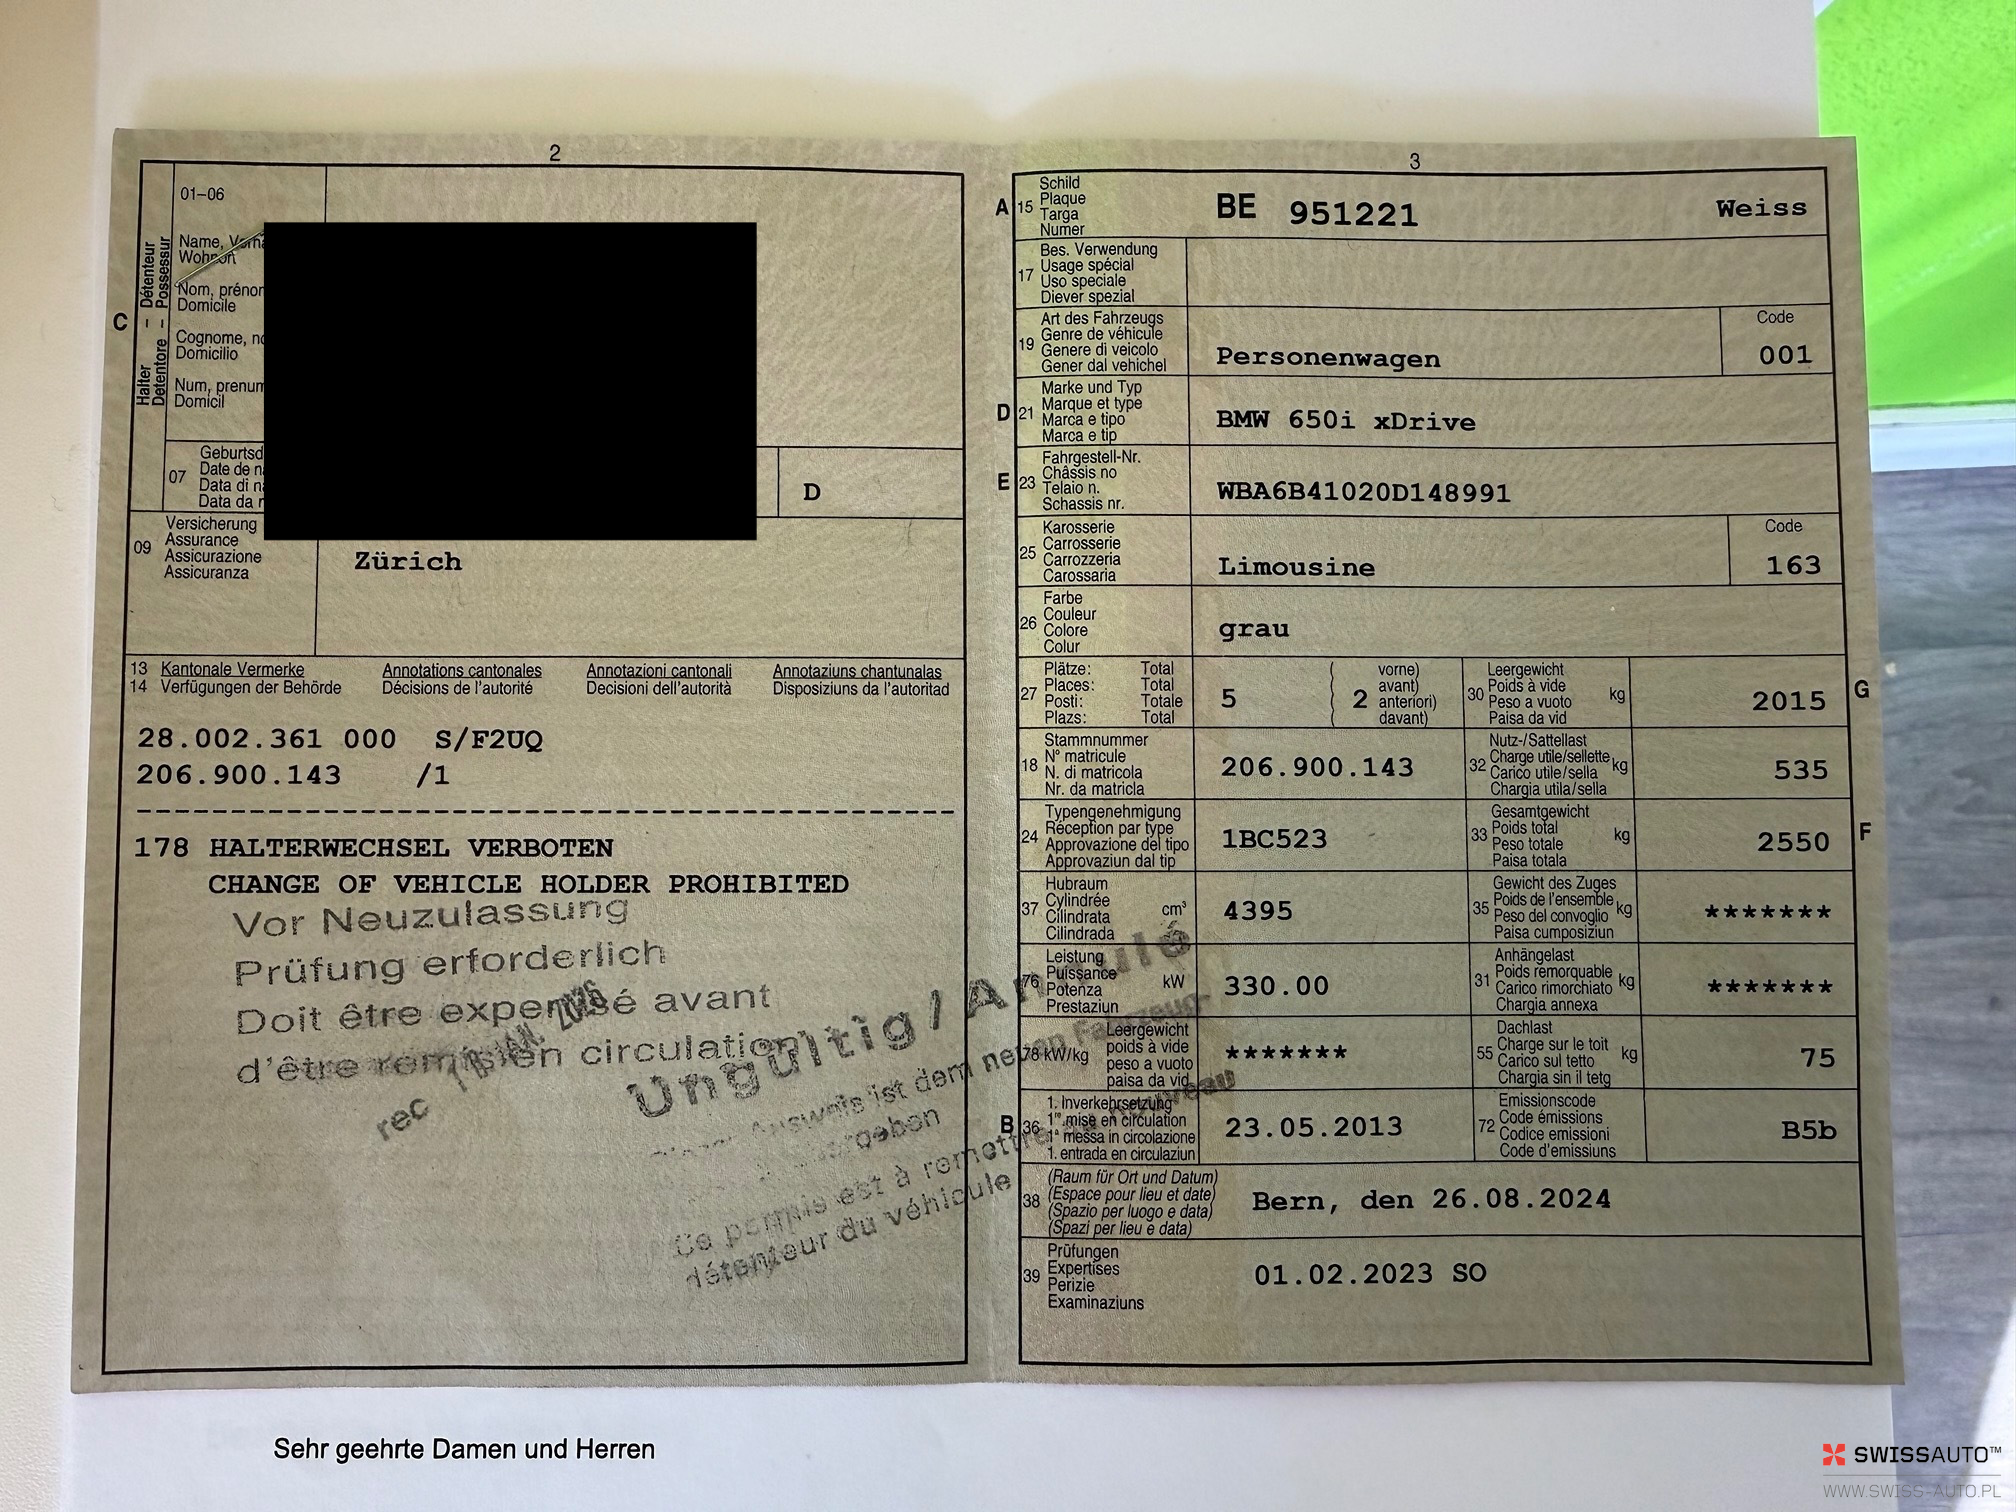 2
01–06
Name,
Wohnort
Nom, prénom
Domicile
Cognome,
Domicilio
Num, prenum
Domicil
C
Halter – Détenteur
Detentore – Possessur
07
Geburtsd
Date de n
Data di n
Data da n
D
09
Versicherung
Assurance
Assicurazione
Assicuranza
Zürich
13 Kantonale Vermerke Annotations cantonales Annotazioni cantonali Annotaziuns chantunalas
14 Verfügungen der Behörde Décisions de l'autorité Decisioni dell'autorità Disposiziuns da l'autoritad
28.002.361 000 S/F2UQ
206.900.143 /1
178 HALTERWECHSEL VERBOTEN
CHANGE OF VEHICLE HOLDER PROHIBITED
Vor Neuzulassung
Prüfung erforderlich
Doit être expertisé avant
d'être remis en circulation
rec
Ungültig / Annulé
Ausweis ist dem neuen Fahrzeug-
Ce permis est à remettre au nouveau
détenteur du véhicule
3
A 15
Schild
Plaque
Targa
Numer
BE 951221 Weiss
17
Bes. Verwendung
Usage spécial
Uso speciale
Diever spezial
19
Art des Fahrzeugs
Genre de véhicule
Genere di veicolo
Gener dal vehichel
Personenwagen
Code
001
D 21
Marke und Typ
Marque et type
Marca e tipo
Marca e tip
BMW 650i xDrive
E 23
Fahrgestell-Nr.
Châssis no
Telaio n.
Schassis nr.
WBA6B41020D148991
25
Karosserie
Carrosserie
Carrozzeria
Carossaria
Limousine
Code
163
26
Farbe
Couleur
Colore
Colur
grau
27
Plätze: Total
Places: Total
Posti: Totale
Plazs: Total
5
( vorne)
avant)
2 anteriori)
( davant)
30
Leergewicht
Poids à vide
Peso a vuoto
Paisa da vid
kg
2015
G
18
Stammnummer
N° matricule
N. di matricola
Nr. da matricla
206.900.143
32
Nutz-/Sattellast
Charge utile/sellette
Carico utile/sella
Chargia utila/sella
kg
535
24
Typengenehmigung
Réception par type
Approvazione del tipo
Approvaziun dal tip
1BC523
33
Gesamtgewicht
Poids total
Peso totale
Paisa totala
kg
2550
F
37
Hubraum
Cylindrée
Cilindrata
Cilindrada
cm³
4395
35
Gewicht des Zuges
Poids de l'ensemble
Peso del convoglio
Paisa cumposiziun
kg
*******
76
Leistung
Puissance
Potenza
Prestaziun
kW
330.00
31
Anhängelast
Poids remorquable
Carico rimorchiato
Chargia annexa
kg
*******
78 kW/kg
Leergewicht
poids à vide
peso a vuoto
paisa da vid
*******
55
Dachlast
Charge sur le toit
Carico sul tetto
Chargia sin il tetg
kg
75
B 36
1. Inverkehrsetzung
1re mise en circulation
1a messa in circolazione
1. entrada en circulaziun
23.05.2013
72
Emissionscode
Code émissions
Codice emissioni
Code d'emissiuns
B5b
38
(Raum für Ort und Datum)
(Espace pour lieu et date)
(Spazio per luogo e data)
(Spazi per lieu e data)
Bern, den 26.08.2024
39
Prüfungen
Expertises
Perizie
Examinaziuns
01.02.2023 SO
Sehr geehrte Damen und Herren
SWISSAUTO™
WWW.SWISS-AUTO.PL